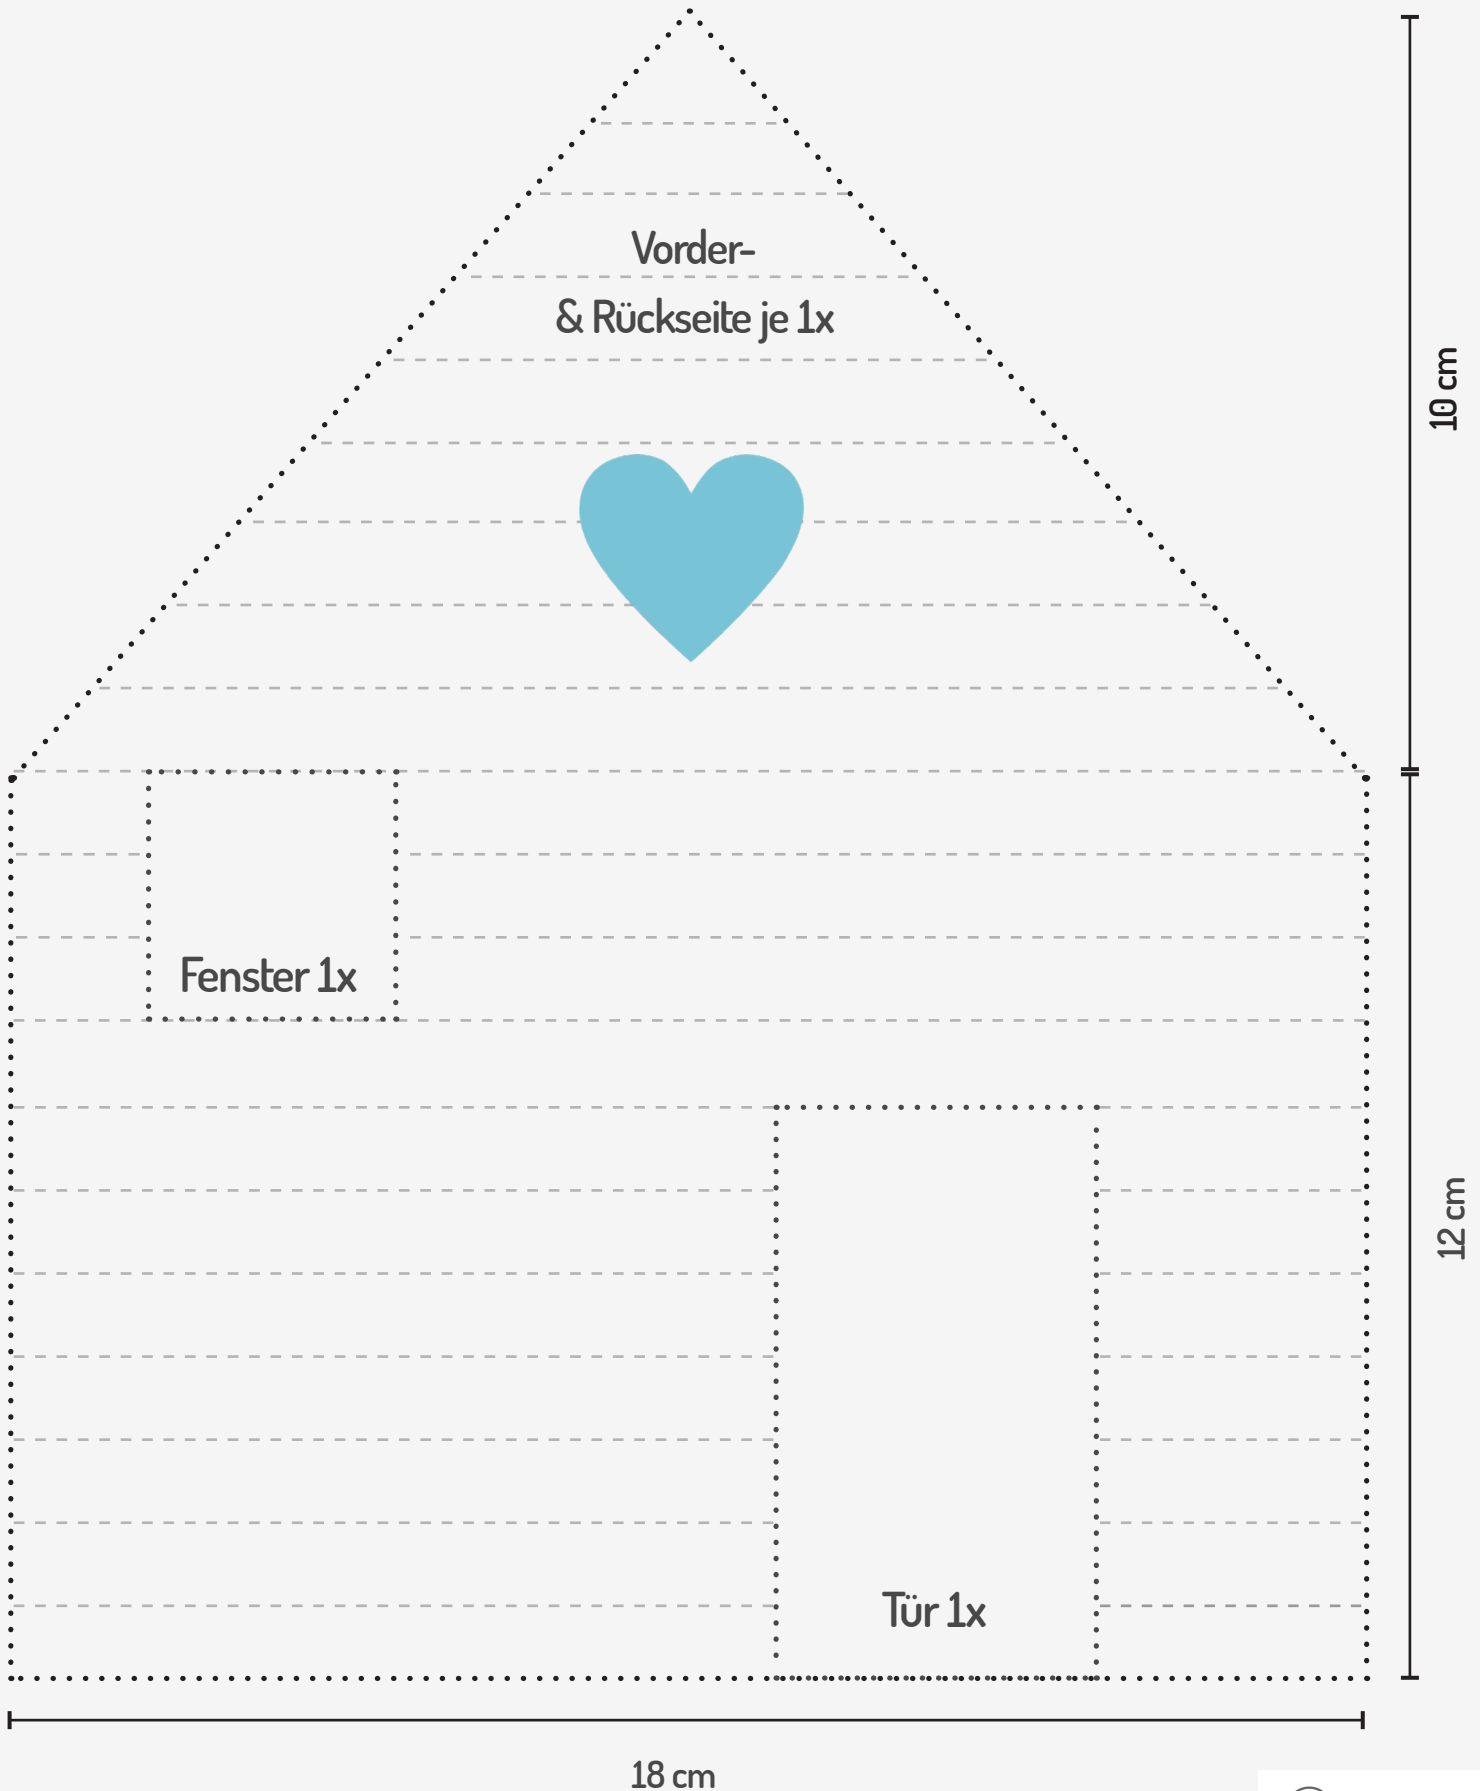 Vorder-
& Rückseite je 1x
10 cm
Fenster 1x
12 cm
Tür 1x
18 cm